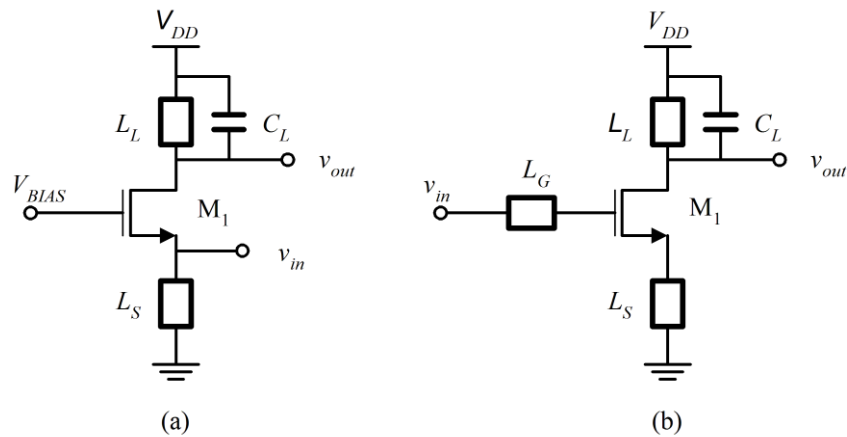 V_DD
L_L
C_L
v_out
V_BIAS
M_1
v_in
L_S
(a)
V_DD
L_L
C_L
v_out
L_G
v_in
M_1
L_S
(b)